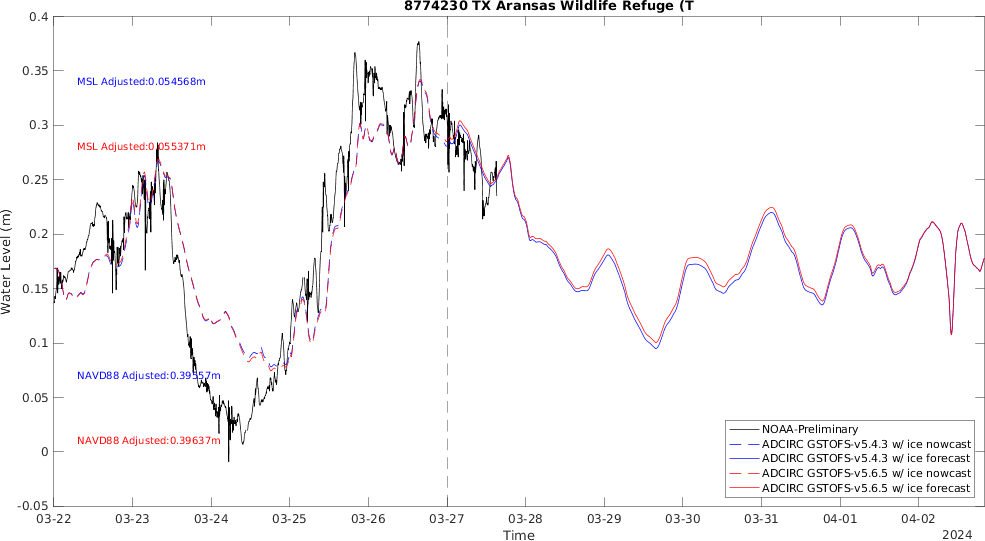 8774230 TX Aransas Wildlife Refuge (T
0.4
0.35
0.3
0.25
0.2
0.15
0.1
0.05
0
-0.05
Water Level (m)
MSL Adjusted:0.054568m
MSL Adjusted:0.055371m
NAVD88 Adjusted:0.39557m
NAVD88 Adjusted:0.39637m
NOAA-Preliminary
ADCIRC GSTOFS-v5.4.3 w/ ice nowcast
ADCIRC GSTOFS-v5.4.3 w/ ice forecast
ADCIRC GSTOFS-v5.6.5 w/ ice nowcast
ADCIRC GSTOFS-v5.6.5 w/ ice forecast
03-22 03-23 03-24 03-25 03-26 03-27 03-28 03-29 03-30 03-31 04-01 04-02
Time
2024